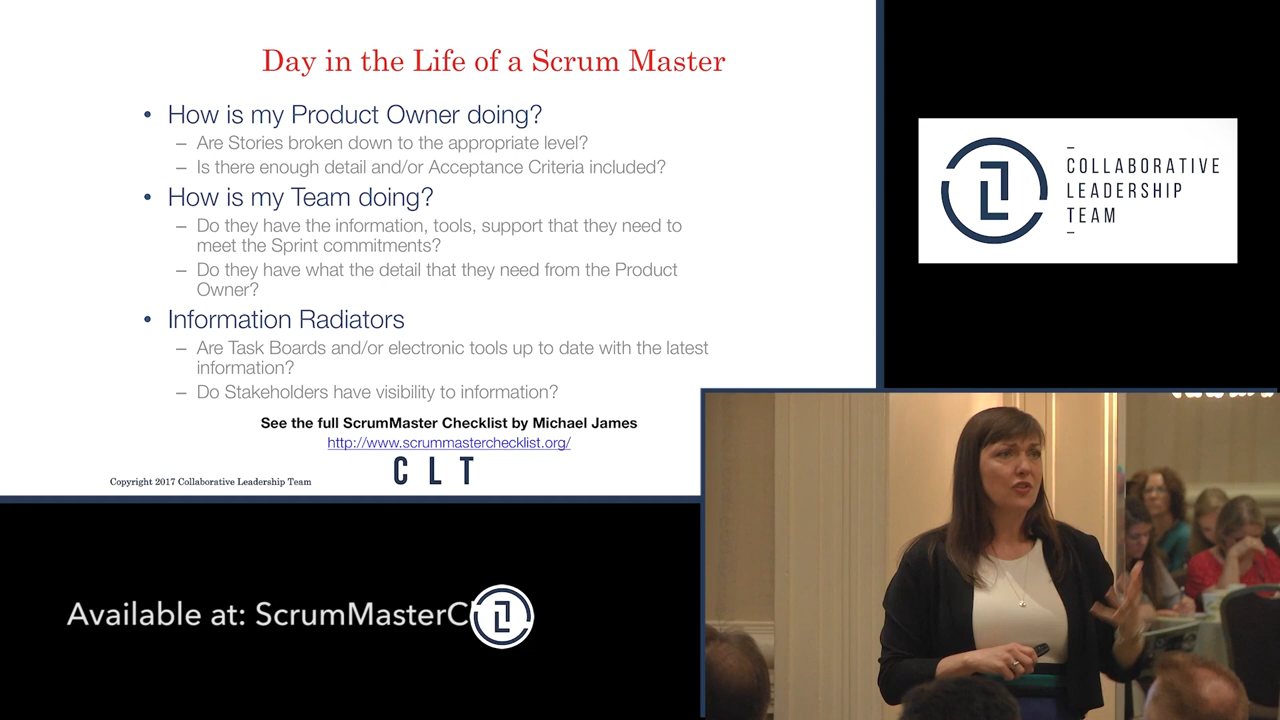 Day in the Life of a Scrum Master
• How is my Product Owner doing?
– Are Stories broken down to the appropriate level?
– Is there enough detail and/or Acceptance Criteria included?
• How is my Team doing?
– Do they have the information, tools, support that they need to
meet the Sprint commitments?
– Do they have what the detail that they need from the Product
Owner?
• Information Radiators
– Are Task Boards and/or electronic tools up to date with the latest
information?
– Do Stakeholders have visibility to information?
See the full ScrumMaster Checklist by Michael James
http://www.scrummasterchecklist.org/
CLT
Copyright 2017 Collaborative Leadership Team
COLLABORATIVE
LEADERSHIP
TEAM
Available at: ScrumMasterC